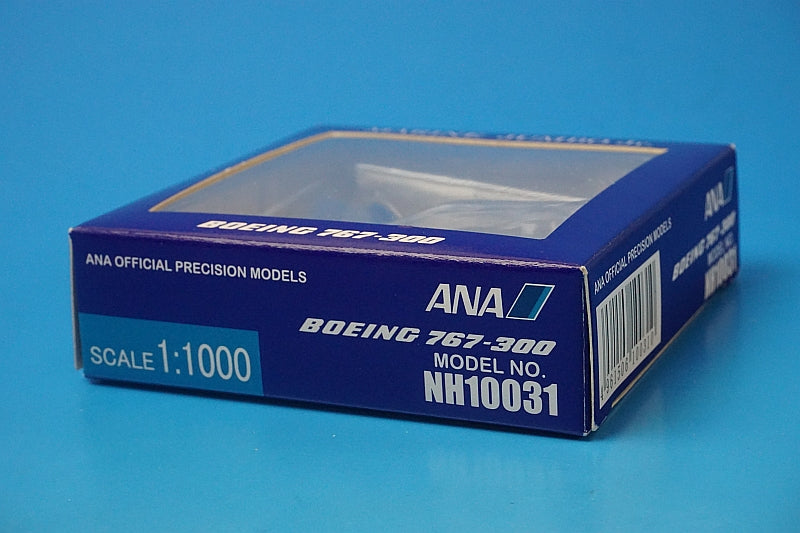 BOEING 767-300
ANA OFFICIAL PRECISION MODELS
ANA
BOEING 767-300
MODEL NO.
NH10031
SCALE 1:1000
ANA OFFICIAL PRECISION MODELS
ANA
BOEING 767-300
MODEL NO.
NH10031